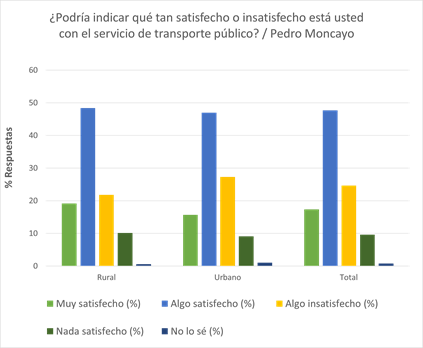 ¿Podría indicar qué tan satisfecho o insatisfecho está usted
con el servicio de transporte público? / Pedro Moncayo
% Respuestas
60
50
40
30
20
10
0
Rural Urbano Total
Muy satisfecho (%) Algo satisfecho (%) Algo insatisfecho (%)
Nada satisfecho (%) No lo sé (%)